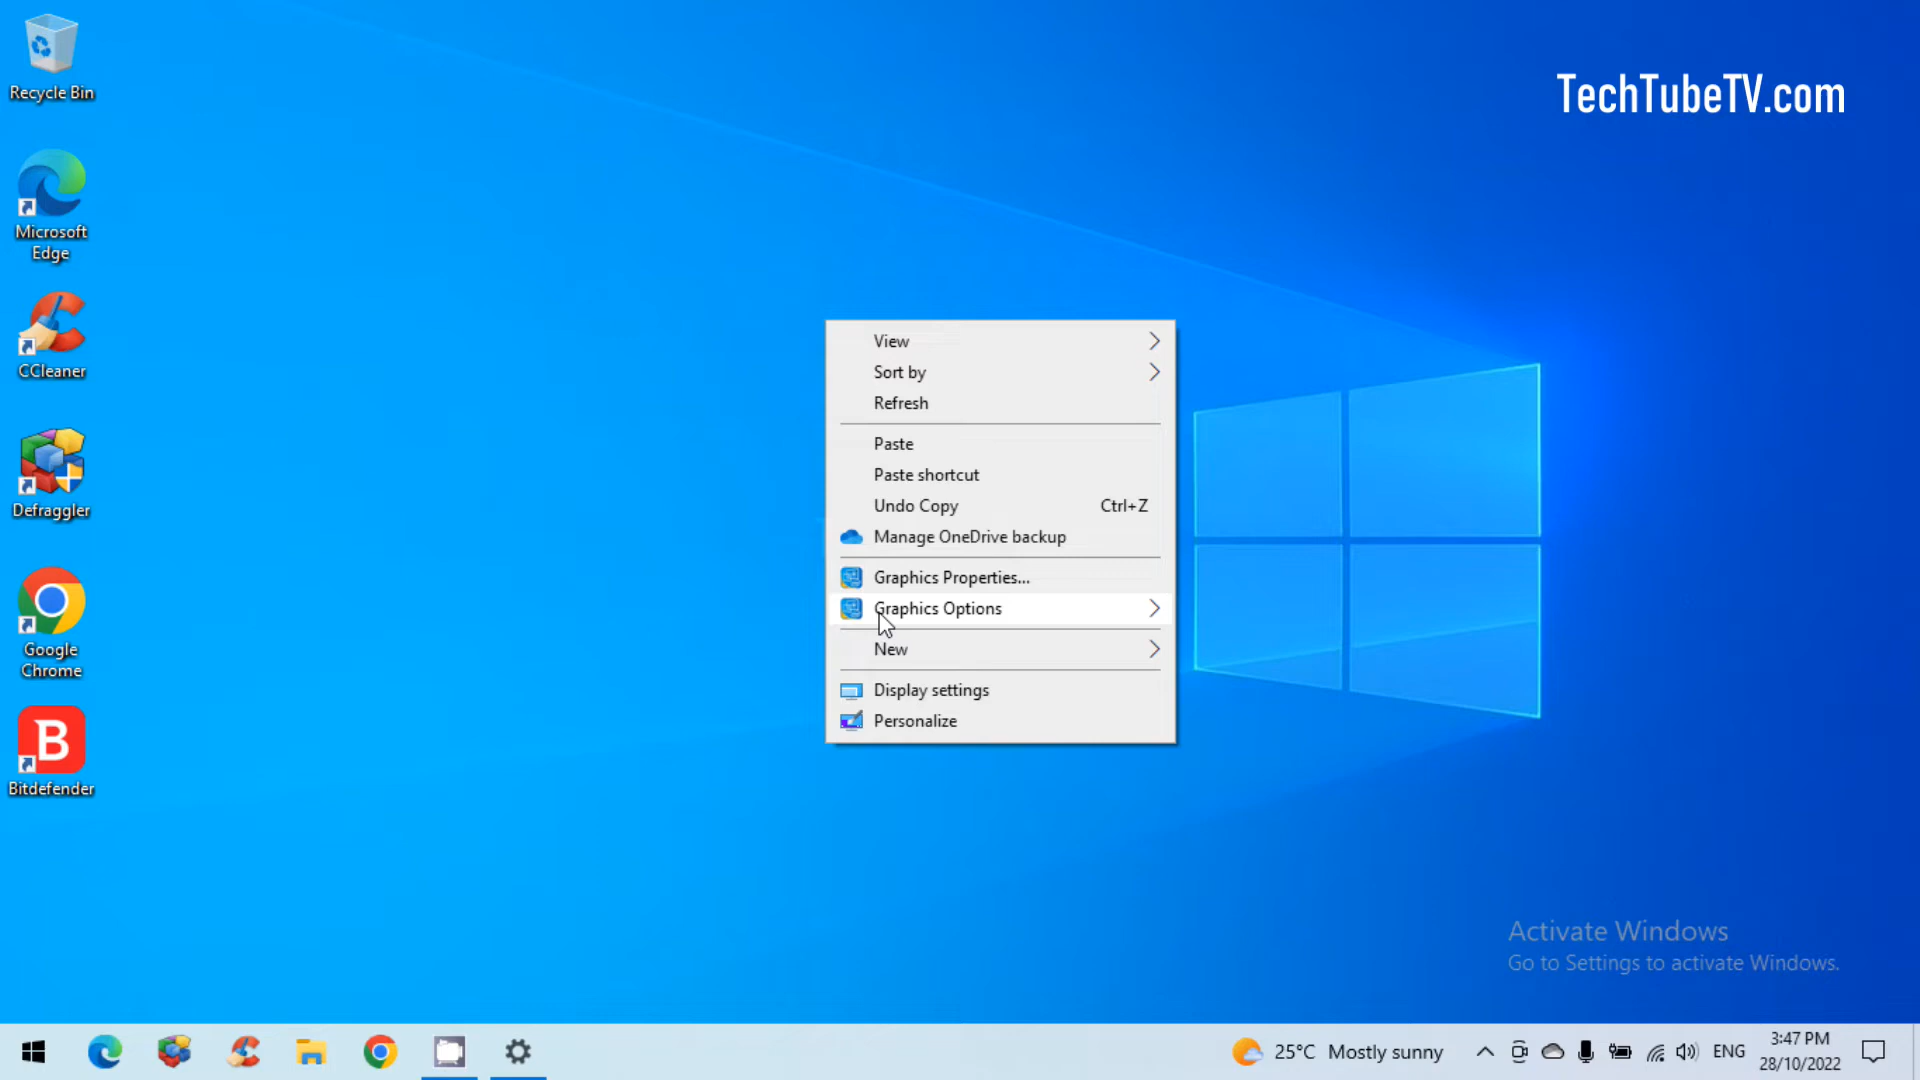 Recycle Bin
TechTubeTV.com
Microsoft
Edge
CCleaner
Defraggler
Google
Chrome
Bitdefender
View
Sort by
Refresh
Paste
Paste shortcut
Undo Copy Ctrl+Z
Manage OneDrive backup
Graphics Properties...
Graphics Options
New
Display settings
Personalize
Activate Windows
Go to Settings to activate Windows.
25°C Mostly sunny
ENG
3:47 PM
28/10/2022